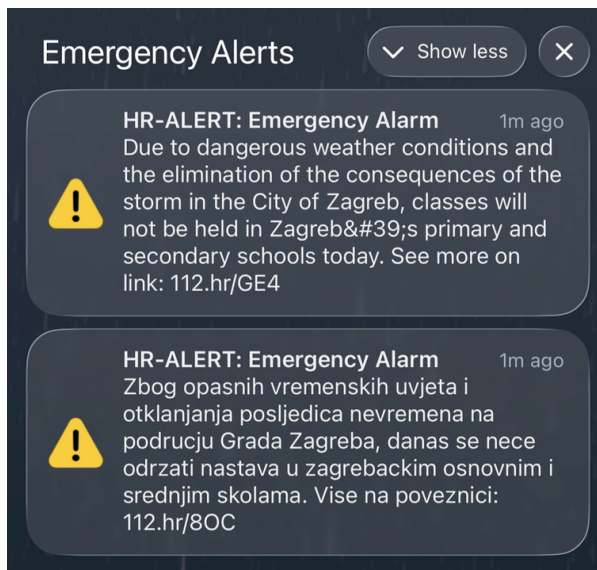 Emergency Alerts
Show less
HR-ALERT: Emergency Alarm 1m ago
Due to dangerous weather conditions and
the elimination of the consequences of the
storm in the City of Zagreb, classes will
not be held in Zagreb&#39;s primary and
secondary schools today. See more on
link: 112.hr/GE4
HR-ALERT: Emergency Alarm 1m ago
Zbog opasnih vremenskih uvjeta i
otklanjanja posljedica nevremena na
podrucju Grada Zagreba, danas se nece
odrzati nastava u zagrebackim osnovnim i
srednjim skolama. Vise na poveznici:
112.hr/8OC